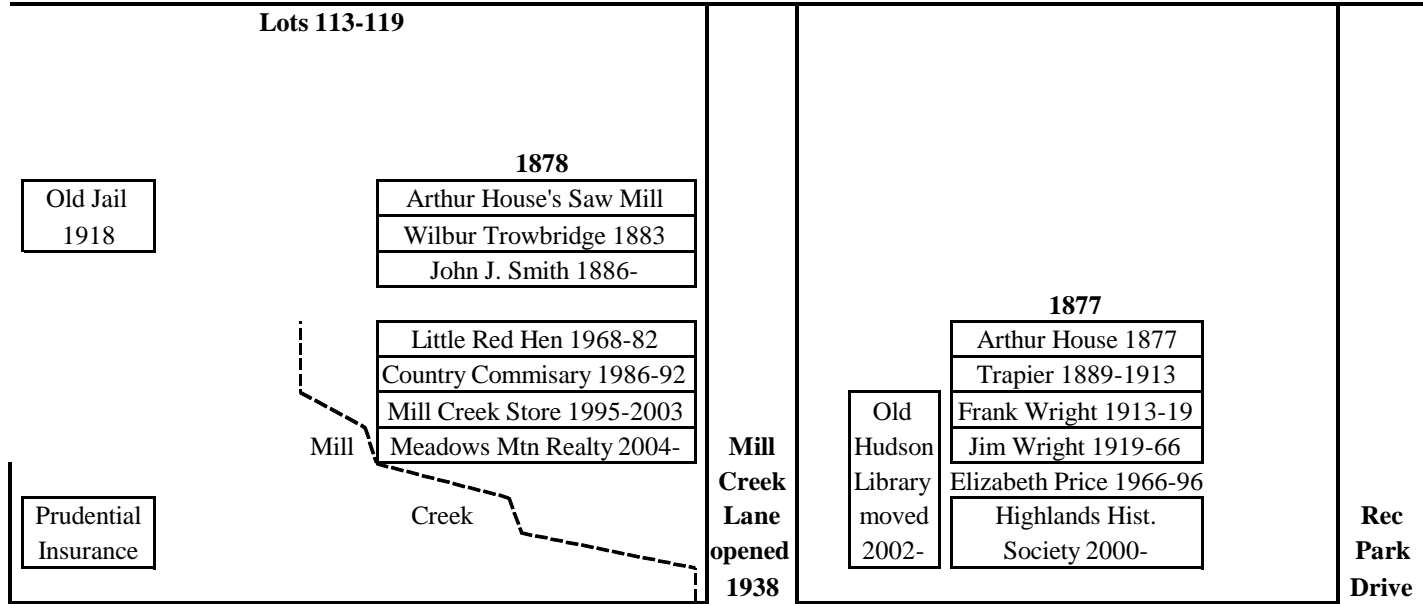 Lots 113-119
1878
Old Jail
1918
Arthur House's Saw Mill
Wilbur Trowbridge 1883
John J. Smith 1886-
Little Red Hen 1968-82
Country Commisary 1986-92
Mill Creek Store 1995-2003
Meadows Mtn Realty 2004-
Mill
Creek
Prudential
Insurance
Mill
Creek
Lane
opened
1938
1877
Arthur House 1877
Trapier 1889-1913
Frank Wright 1913-19
Jim Wright 1919-66
Elizabeth Price 1966-96
Highlands Hist.
Society 2000-
Old
Hudson
Library
moved
2002-
Rec
Park
Drive